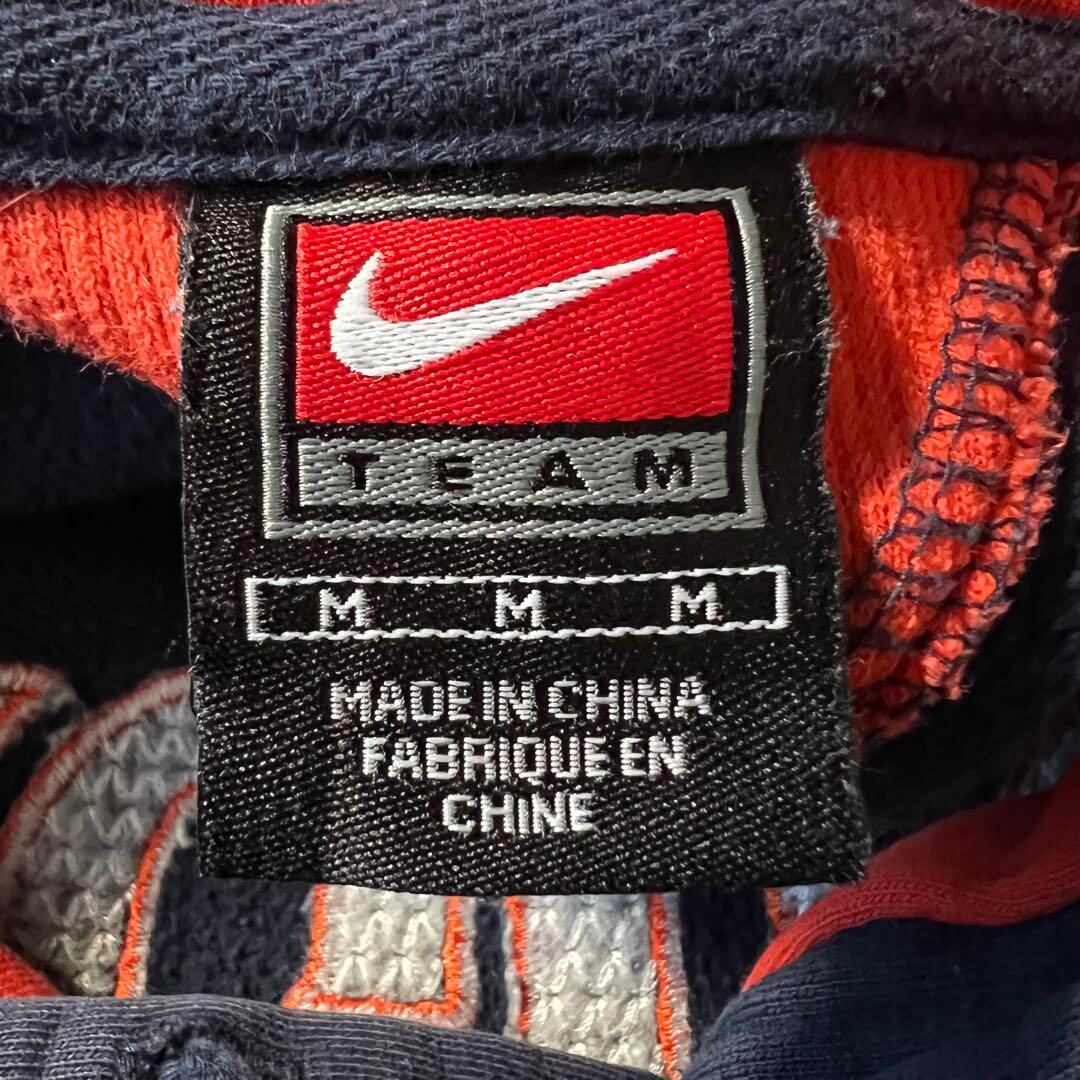 TEAM
M M M
MADE IN CHINA
FABRIQUE EN
CHINE